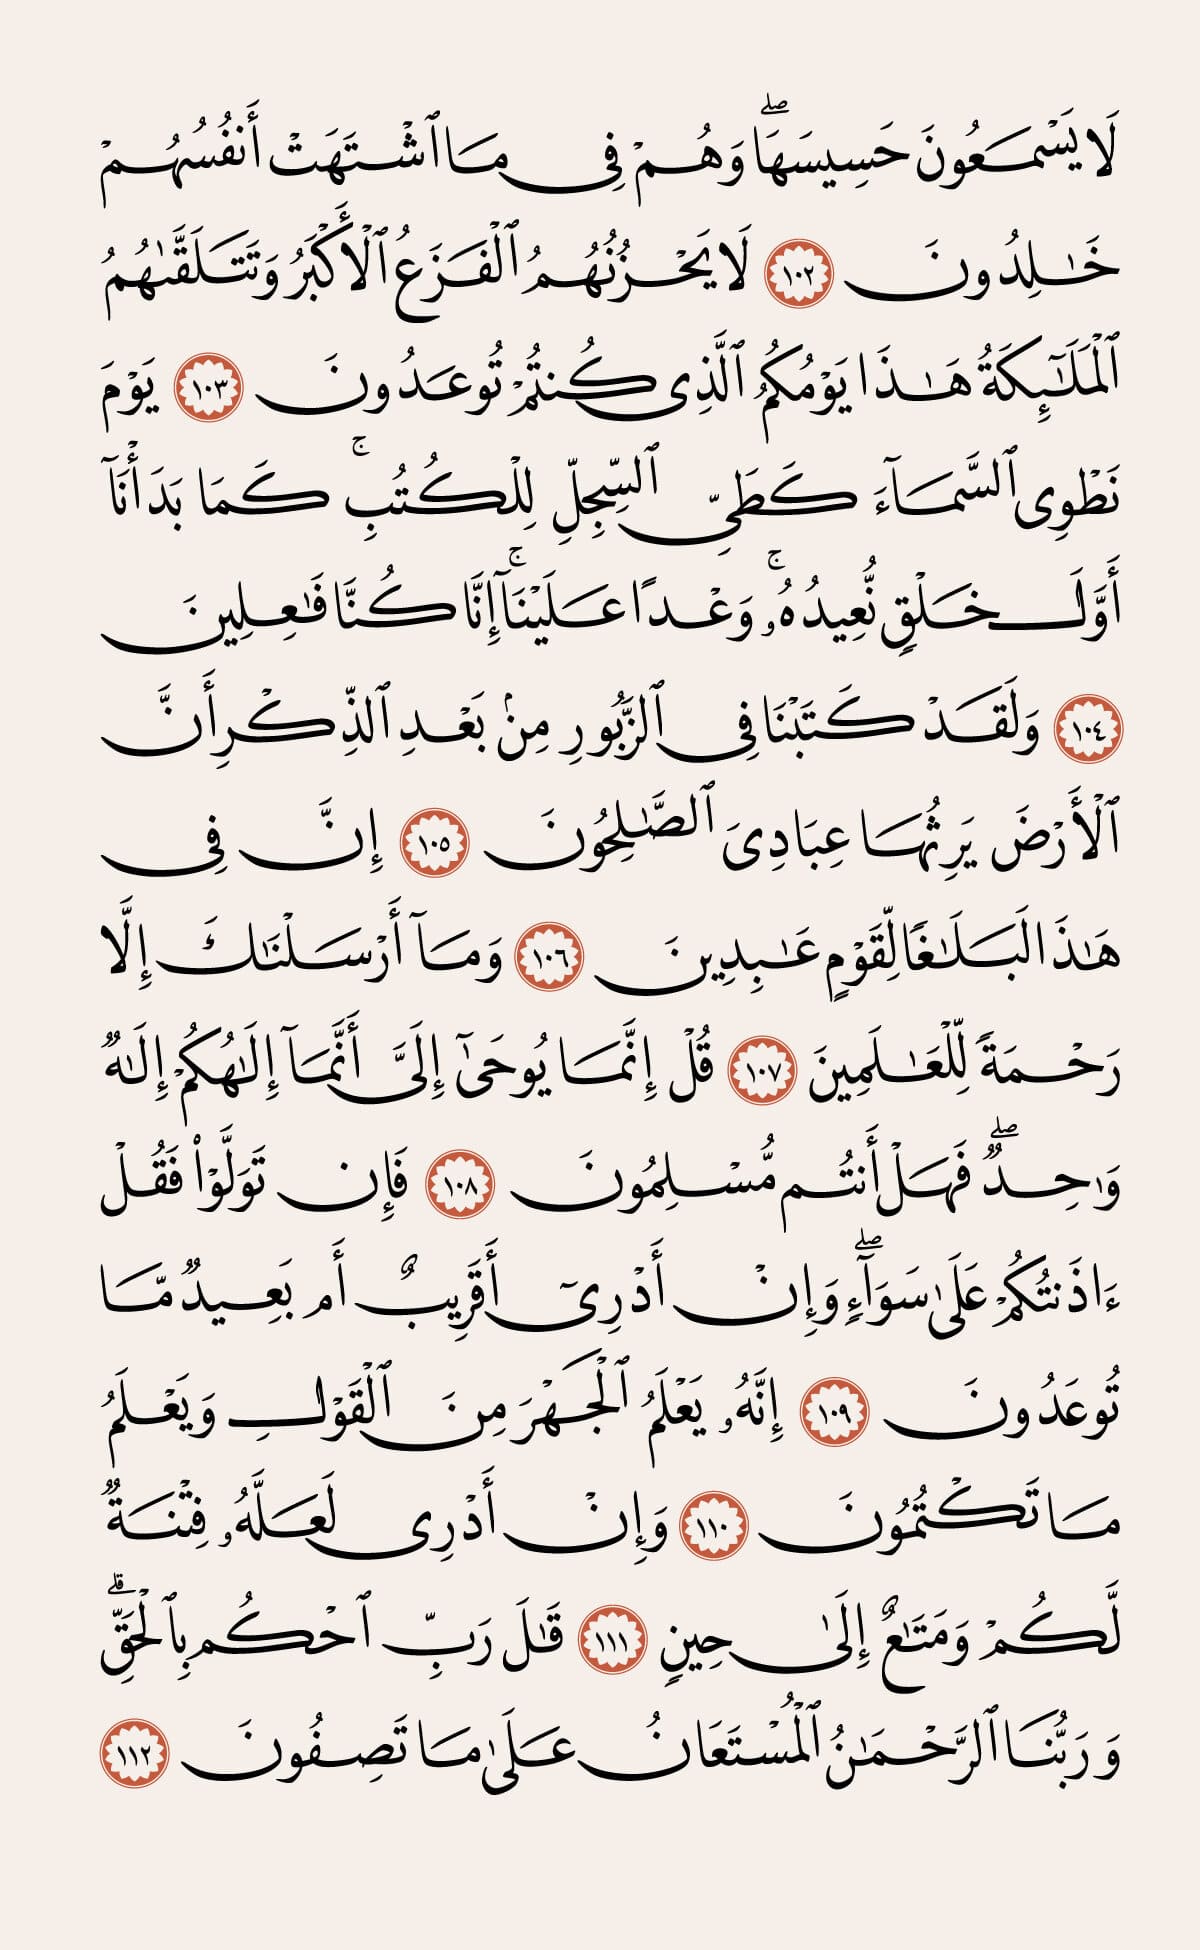 لَا يَسْمَعُونَ حَسِيسَهَا ۖ وَهُمْ فِى مَا ٱشْتَهَتْ أَنفُسُهُمْ
خَـٰلِدُونَ ١٠٢ لَا يَحْزُنُهُمُ ٱلْفَزَعُ ٱلْأَكْبَرُ وَتَتَلَقَّىٰهُمُ
ٱلْمَلَـٰٓئِكَةُ هَـٰذَا يَوْمُكُمُ ٱلَّذِى كُنتُمْ تُوعَدُونَ ١٠٣ يَوْمَ
نَطْوِى ٱلسَّمَآءَ كَطَىِّ ٱلسِّجِلِّ لِلْكُتُبِ ۚ كَمَا بَدَأْنَآ
أَوَّلَ خَلْقٍ نُّعِيدُهُۥ ۚ وَعْدًا عَلَيْنَآ ۚ إِنَّا كُنَّا فَـٰعِلِينَ
١٠٤ وَلَقَدْ كَتَبْنَا فِى ٱلزَّبُورِ مِنۢ بَعْدِ ٱلذِّكْرِ أَنَّ
ٱلْأَرْضَ يَرِثُهَا عِبَادِىَ ٱلصَّـٰلِحُونَ ١٠٥ إِنَّ فِى
هَـٰذَا لَبَلَـٰغًا لِّقَوْمٍ عَـٰبِدِينَ ١٠٦ وَمَآ أَرْسَلْنَـٰكَ إِلَّا
رَحْمَةً لِّلْعَـٰلَمِينَ ١٠٧ قُلْ إِنَّمَا يُوحَىٰٓ إِلَىَّ أَنَّمَآ إِلَـٰهُكُمْ إِلَـٰهٌ
وَٰحِدٌ ۖ فَهَلْ أَنتُم مُّسْلِمُونَ ١٠٨ فَإِن تَوَلَّوْا۟ فَقُلْ
ءَاذَنتُكُمْ عَلَىٰ سَوَآءٍ ۖ وَإِنْ أَدْرِىٓ أَقَرِيبٌ أَم بَعِيدٌ مَّا
تُوعَدُونَ ١٠٩ إِنَّهُۥ يَعْلَمُ ٱلْجَهْرَ مِنَ ٱلْقَوْلِ وَيَعْلَمُ
مَا تَكْتُمُونَ ١١٠ وَإِنْ أَدْرِى لَعَلَّهُۥ فِتْنَةٌ
لَّكُمْ وَمَتَـٰعٌ إِلَىٰ حِينٍ ١١١ قَـٰلَ رَبِّ ٱحْكُم بِٱلْحَقِّ ۗ
وَرَبُّنَا ٱلرَّحْمَـٰنُ ٱلْمُسْتَعَانُ عَلَىٰ مَا تَصِفُونَ ١١٢